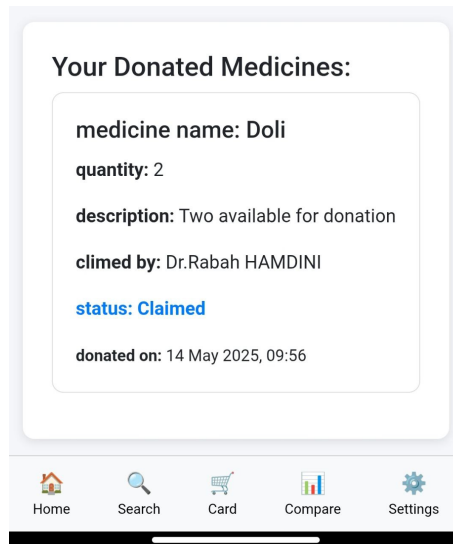 Your Donated Medicines:
medicine name: Doli
quantity: 2
description: Two available for donation
climed by: Dr.Rabah HAMDINI
status: Claimed
donated on: 14 May 2025, 09:56
Home Search Card Compare Settings